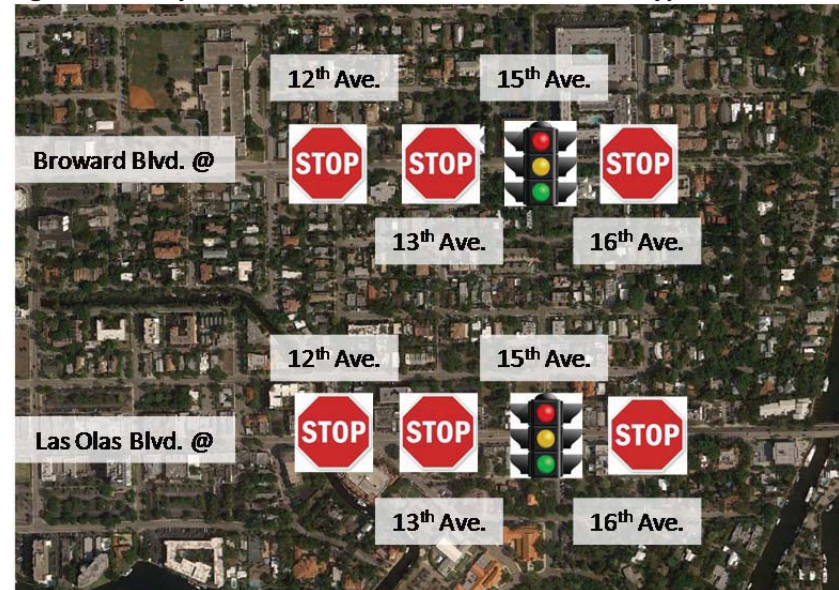 12th Ave. 15th Ave.
Broward Blvd. @ STOP STOP STOP
13th Ave. 16th Ave.
12th Ave. 15th Ave.
Las Olas Blvd. @ STOP STOP STOP
13th Ave. 16th Ave.